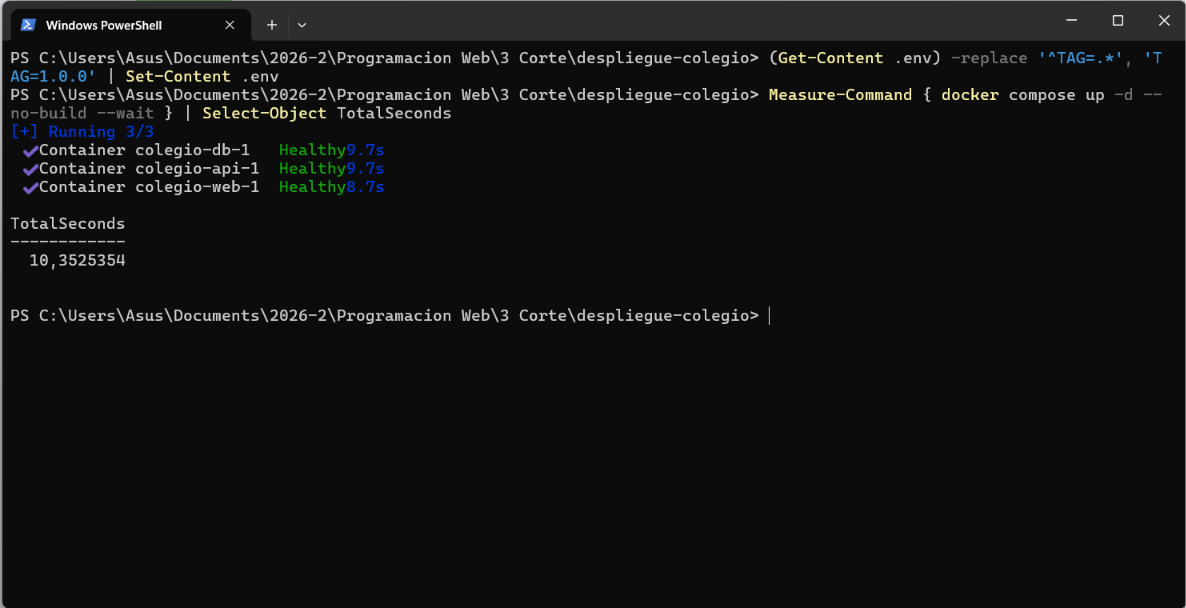 Windows PowerShell
PS C:\Users\Asus\Documents\2026-2\Programacion Web\3 Corte\despliegue-colegio> (Get-Content .env) -replace '^TAG=.*', 'T
AG=1.0.0' | Set-Content .env
PS C:\Users\Asus\Documents\2026-2\Programacion Web\3 Corte\despliegue-colegio> Measure-Command { docker compose up -d --
no-build --wait } | Select-Object TotalSeconds
[+] Running 3/3
✔Container colegio-db-1   Healthy9.7s
✔Container colegio-api-1  Healthy9.7s
✔Container colegio-web-1  Healthy8.7s
TotalSeconds
------------
10,3525354
PS C:\Users\Asus\Documents\2026-2\Programacion Web\3 Corte\despliegue-colegio>